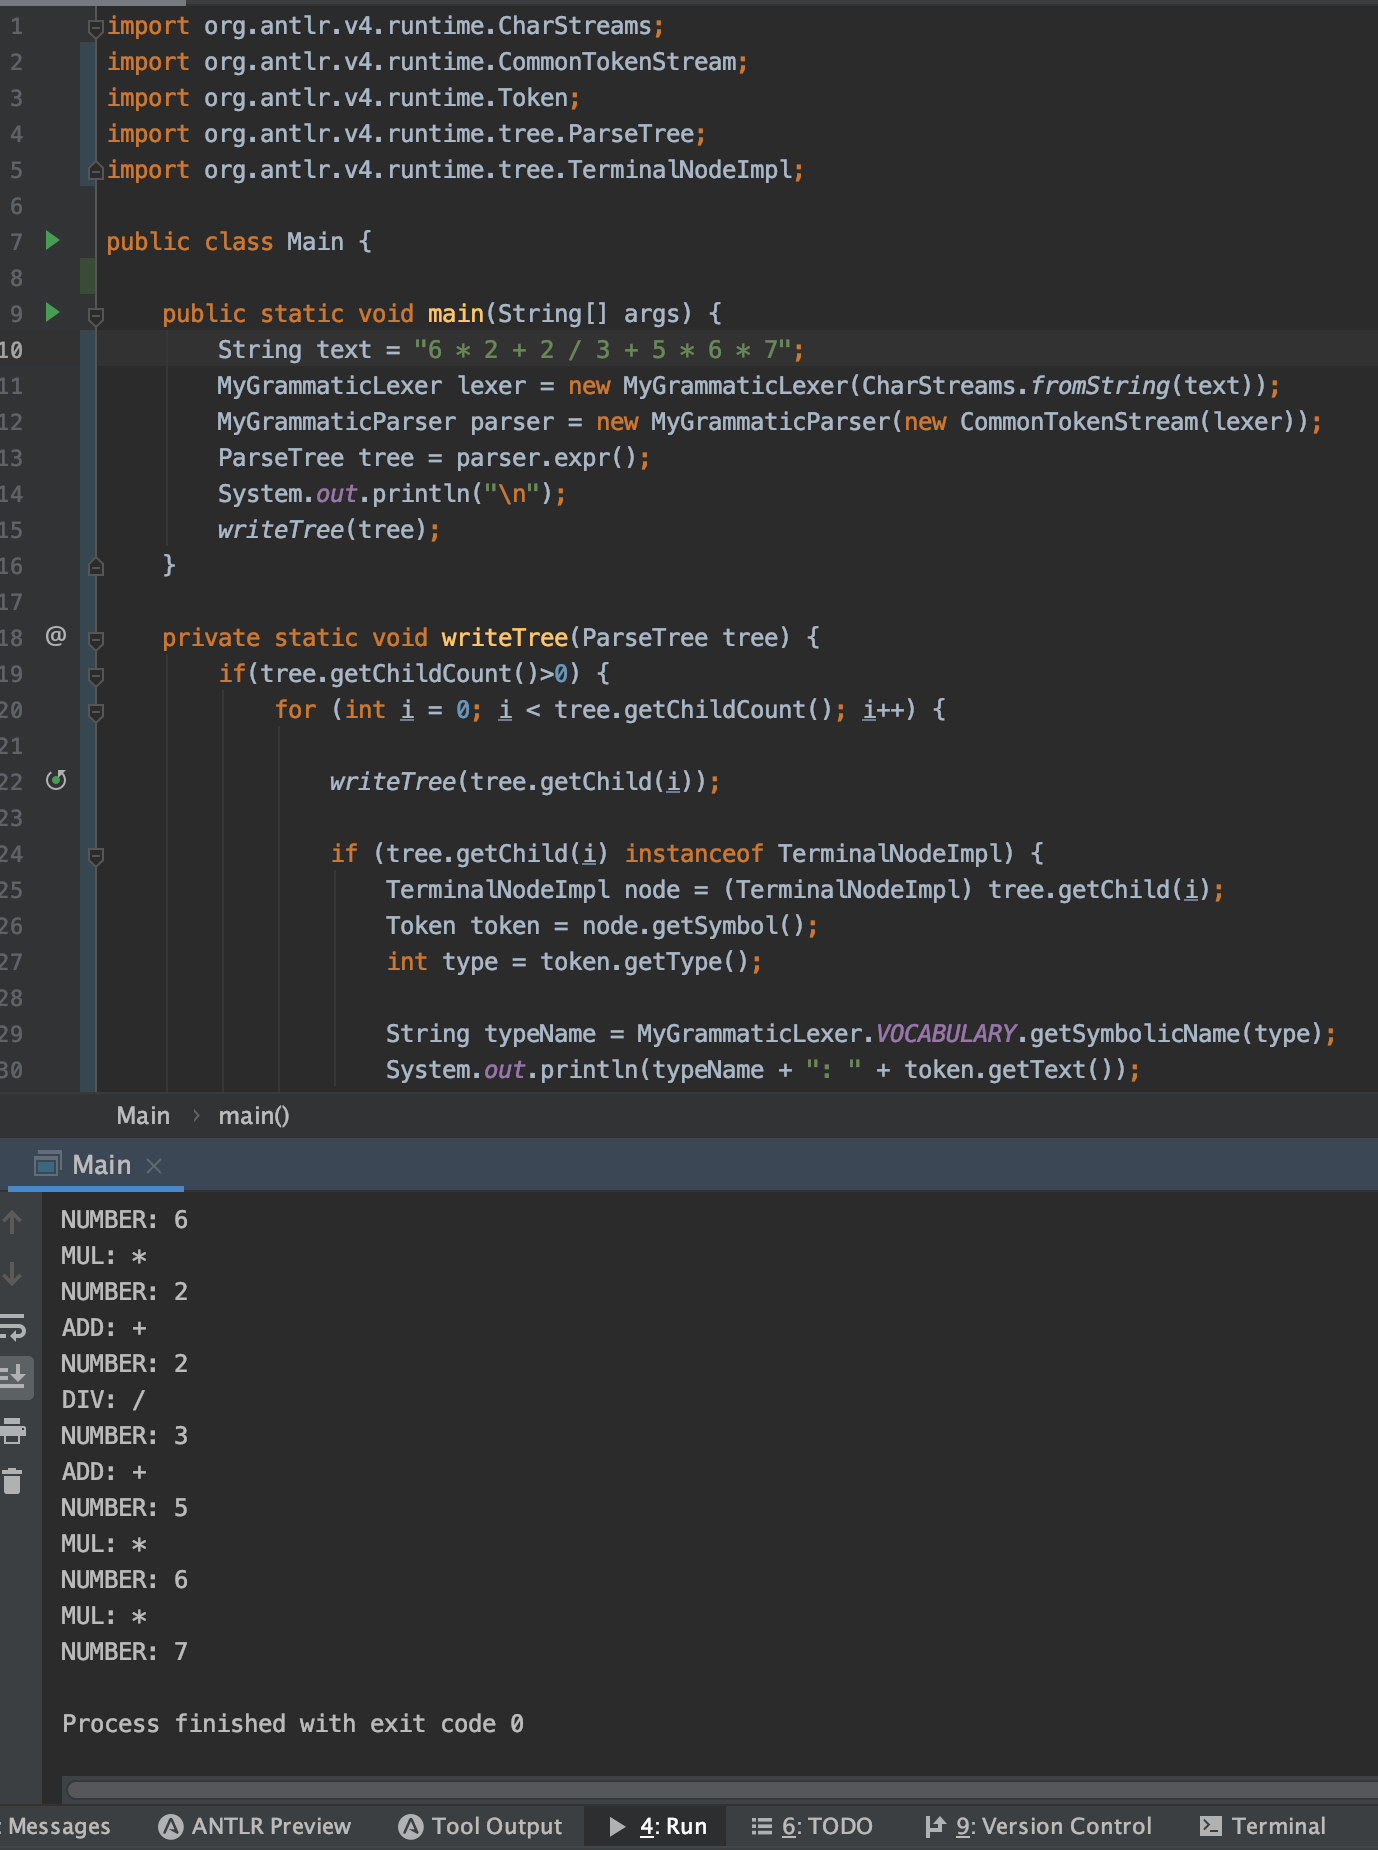 1 import org.antlr.v4.runtime.CharStreams;
2 import org.antlr.v4.runtime.CommonTokenStream;
3 import org.antlr.v4.runtime.Token;
4 import org.antlr.v4.runtime.tree.ParseTree;
5 import org.antlr.v4.runtime.tree.TerminalNodeImpl;
6
7 public class Main {
8
9 public static void main(String[] args) {
10 String text = "6 * 2 + 2 / 3 + 5 * 6 * 7";
11 MyGrammaticLexer lexer = new MyGrammaticLexer(CharStreams.fromString(text));
12 MyGrammaticParser parser = new MyGrammaticParser(new CommonTokenStream(lexer));
13 ParseTree tree = parser.expr();
14 System.out.println("\n");
15 writeTree(tree);
16 }
17
18 @ private static void writeTree(ParseTree tree) {
19 if(tree.getChildCount()>0) {
20 for (int i = 0; i < tree.getChildCount(); i++) {
21
22 writeTree(tree.getChild(i));
23
24 if (tree.getChild(i) instanceof TerminalNodeImpl) {
25 TerminalNodeImpl node = (TerminalNodeImpl) tree.getChild(i);
26 Token token = node.getSymbol();
27 int type = token.getType();
28
29 String typeName = MyGrammaticLexer.VOCABULARY.getSymbolicName(type);
30 System.out.println(typeName + ": " + token.getText());
Main › main()
Main ×
NUMBER: 6
MUL: *
NUMBER: 2
ADD: +
NUMBER: 2
DIV: /
NUMBER: 3
ADD: +
NUMBER: 5
MUL: *
NUMBER: 6
MUL: *
NUMBER: 7
Process finished with exit code 0
: Messages ANTLR Preview Tool Output 4: Run 6: TODO 9: Version Control Terminal